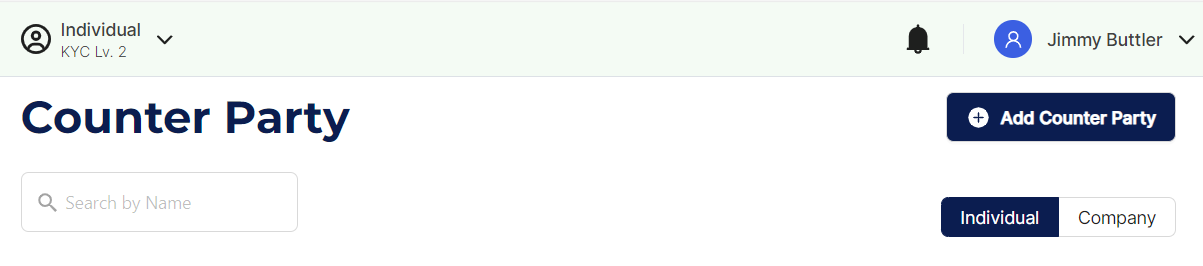 Individual
KYC Lv. 2
Jimmy Buttler
Counter Party
Add Counter Party
Search by Name
Individual
Company